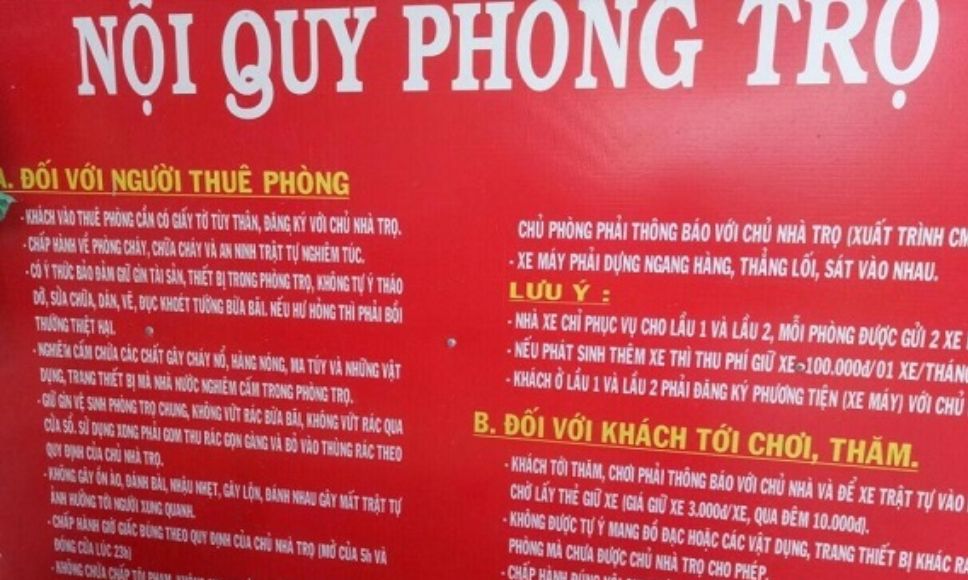 NỘI QUY PHÒNG TRỌ
A. ĐỐI VỚI NGƯỜI THUÊ PHÒNG
- KHÁCH VÀO THUÊ PHÒNG CẦN CÓ GIẤY TỜ TÙY THÂN, ĐĂNG KÝ VỚI CHỦ NHÀ TRỌ.
- CHẤP HÀNH VỀ PHÒNG CHÁY, CHỮA CHÁY VÀ AN NINH TRẬT TỰ NGHIÊM TÚC.
- CÓ Ý THỨC BẢO ĐẢM GIỮ GÌN TÀI SẢN, THIẾT BỊ TRONG PHÒNG TRỌ, KHÔNG TỰ Ý THÁO
DỠ, SỬA CHỮA, DÁN, VẼ, ĐỤC KHOÉT TƯỜNG BỪA BÃI. NẾU HƯ HỎNG THÌ PHẢI BỒI
THƯỜNG THIỆT HẠI.
- NGHIÊM CẤM CHỨA CÁC CHẤT GÂY CHÁY NỔ, HÀNG NÓNG, MA TÚY VÀ NHỮNG VẬT
DỤNG, TRANG THIẾT BỊ MÀ NHÀ NƯỚC NGHIÊM CẤM TRONG PHÒNG TRỌ.
- GIỮ GÌN VỆ SINH PHÒNG TRỌ CHUNG, KHÔNG VỨT RÁC BỪA BÃI, KHÔNG VỨT RÁC QUA
CỬA SỔ. SỬ DỤNG XONG PHẢI GOM THU RÁC GỌN GÀNG VÀ ĐỔ VÀO THÙNG RÁC THEO
QUY ĐỊNH CỦA CHỦ NHÀ TRỌ.
- KHÔNG GÂY ỒN ÀO, ĐÁNH BÀI, NHẬU NHẸT, GÂY LỘN, ĐÁNH NHAU GÂY MẤT TRẬT TỰ
ẢNH HƯỞNG TỚI NGƯỜI XUNG QUANH.
- CHẤP HÀNH GIỜ GIẤC ĐÚNG THEO QUY ĐỊNH CỦA CHỦ NHÀ TRỌ (MỞ CỬA 5h VÀ
ĐÓNG CỬA LÚC 23h)
- KHÔNG CHỨA CHẤP TỘI PHẠM, KHÔNG
CHỦ PHÒNG PHẢI THÔNG BÁO VỚI CHỦ NHÀ TRỌ (XUẤT TRÌNH CM
- XE MÁY PHẢI DỰNG NGANG HÀNG, THẲNG LỐI, SÁT VÀO NHAU.
LƯU Ý :
- NHÀ XE CHỈ PHỤC VỤ CHO LẦU 1 VÀ LẦU 2, MỖI PHÒNG ĐƯỢC GỬI 2 XE
- NẾU PHÁT SINH THÊM XE THÌ THU PHÍ GIỮ XE 100.000đ/01 XE/THÁNG
- KHÁCH Ở LẦU 1 VÀ LẦU 2 PHẢI ĐĂNG KÝ PHƯƠNG TIỆN (XE MÁY) VỚI CHỦ
B. ĐỐI VỚI KHÁCH TỚI CHƠI, THĂM.
- KHÁCH TỚI THĂM, CHƠI PHẢI THÔNG BÁO VỚI CHỦ NHÀ VÀ ĐỂ XE TRẬT TỰ VÀO
CHỜ LẤY THẺ GIỮ XE (GIÁ GIỮ XE 3.000đ/XE, QUA ĐÊM 10.000đ).
- KHÔNG ĐƯỢC TỰ Ý MANG ĐỒ ĐẠC HOẶC CÁC VẬT DỤNG, TRANG THIẾT BỊ KHÁC RA
PHÒNG MÀ CHƯA ĐƯỢC CHỦ NHÀ TRỌ CHO PHÉP.
- CHẤP HÀNH ĐÚNG NỘI